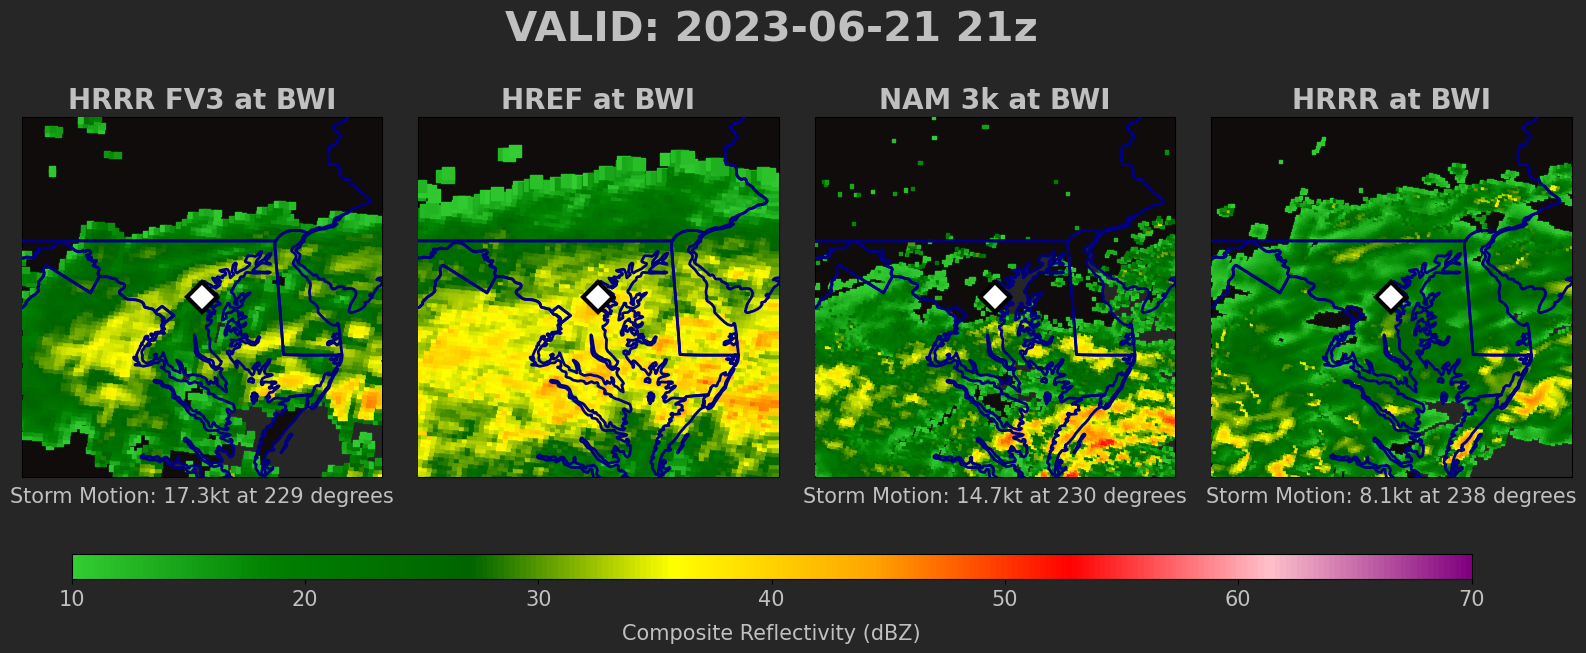 VALID: 2023-06-21 21z
HRRR FV3 at BWI
HREF at BWI
NAM 3k at BWI
HRRR at BWI
Storm Motion: 17.3kt at 229 degrees
Storm Motion: 14.7kt at 230 degrees
Storm Motion: 8.1kt at 238 degrees
10 20 30 40 50 60 70
Composite Reflectivity (dBZ)